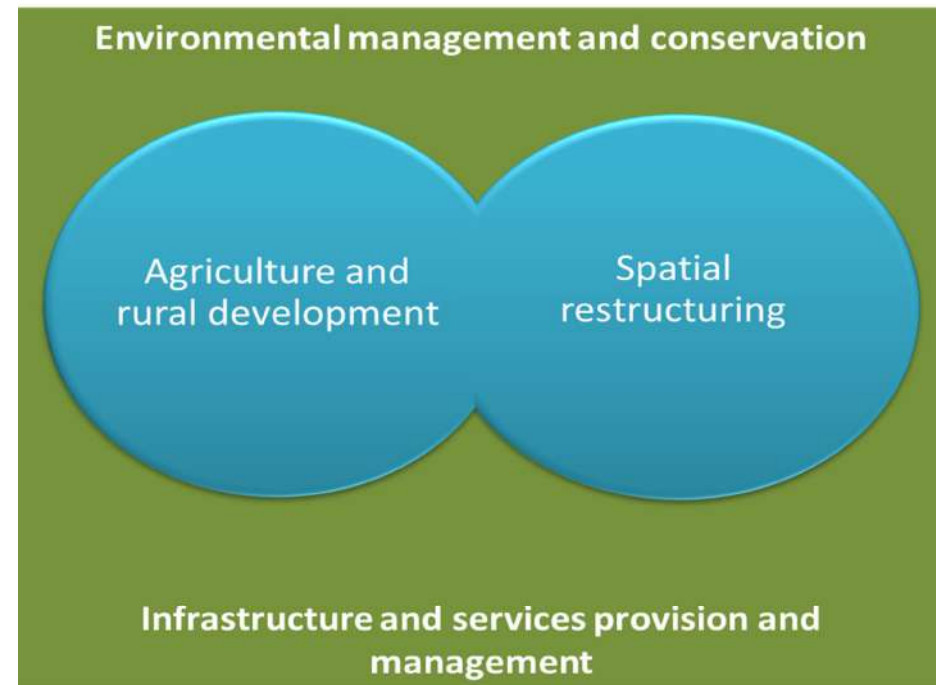 Environmental management and conservation
Agriculture and
rural development
Spatial
restructuring
Infrastructure and services provision and
management